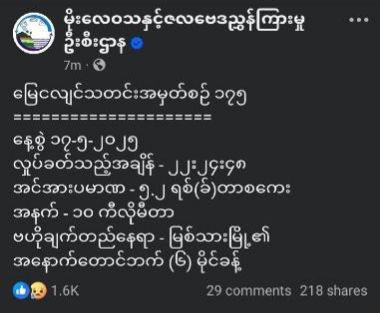 မိုးလေဝသနှင့်ဇလဗေဒညွှန်ကြားမှု
ဦးစီးဌာန
7m ·
မြေငလျင်သတင်းအမှတ်စဉ် ၁၇၅
=====================
နေ့စွဲ ၁၇-၅-၂၀၂၅
လှုပ်ခတ်သည့်အချိန် - ၂၂:၂၄:၄၈
အင်အားပမာဏ - ၅.၂ ရစ်(ခ်)တာစကေး
အနက် - ၁၀ ကီလိုမီတာ
ဗဟိုချက်တည်နေရာ - မြစ်သားမြို့၏
အနောက်တောင်ဘက် (၆) မိုင်ခန့်
1.6K 29 comments 218 shares